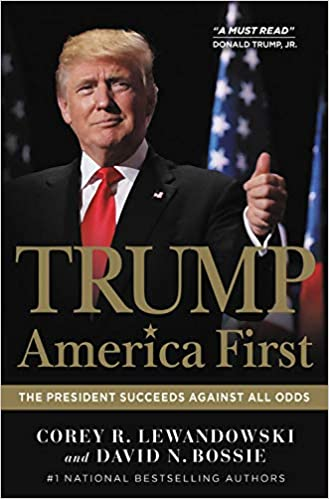 "A MUST READ"
DONALD TRUMP, JR.
TRUMP
America First
THE PRESIDENT SUCCEEDS AGAINST ALL ODDS
COREY R. LEWANDOWSKI
and DAVID N. BOSSIE
#1 NATIONAL BESTSELLING AUTHORS